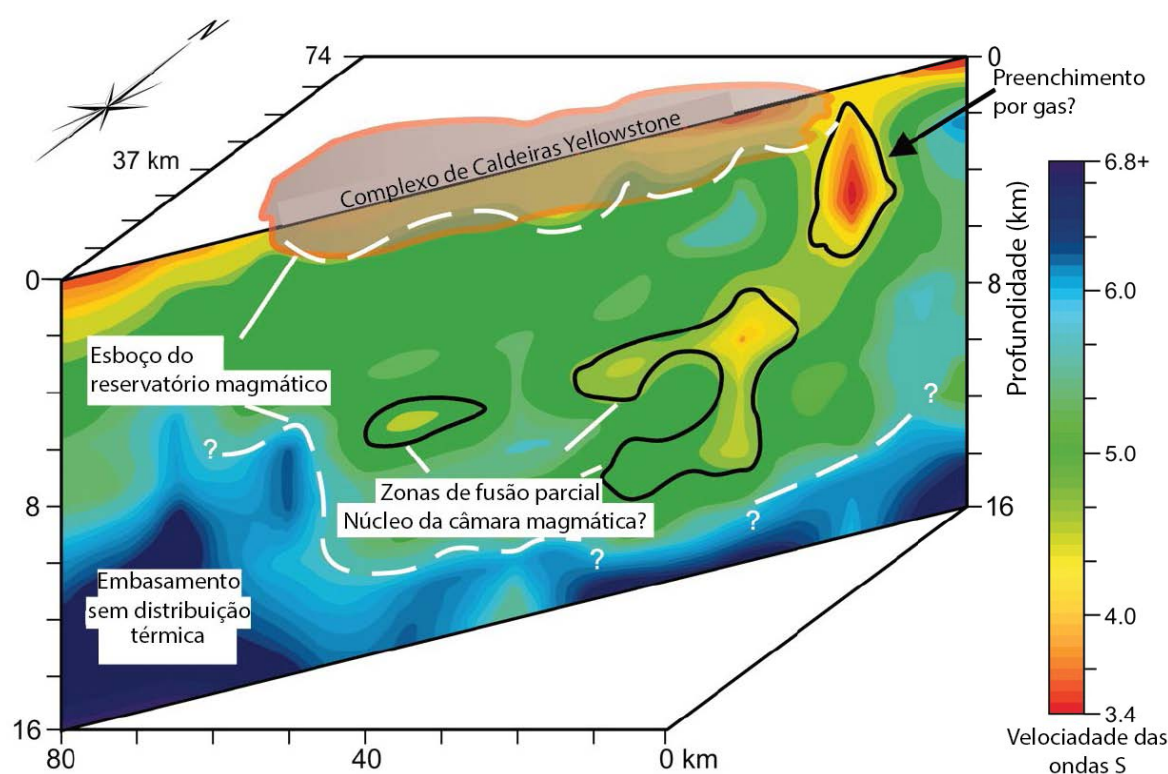 N
74
37 km
0
8
16
80
40
0 km
0
8
16
Profundidade (km)
Complexo de Caldeiras Yellowstone
Preenchimento
por gas?
Esboço do
reservatório magmático
?
Zonas de fusão parcial
Núcleo da câmara magmática?
?
?
?
Embasamento
sem distribuição
térmica
6.8+
6.0
5.0
4.0
3.4
Velociadade das
ondas S